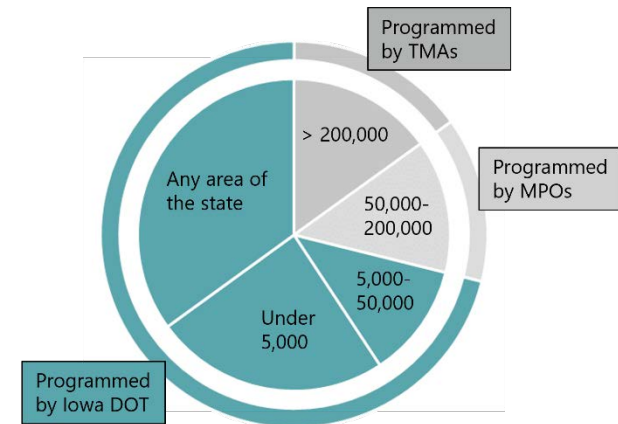 Programmed
by TMAs
> 200,000
Any area of
the state
Programmed
by MPOs
50,000-
200,000
5,000-
50,000
Under
5,000
Programmed
by Iowa DOT